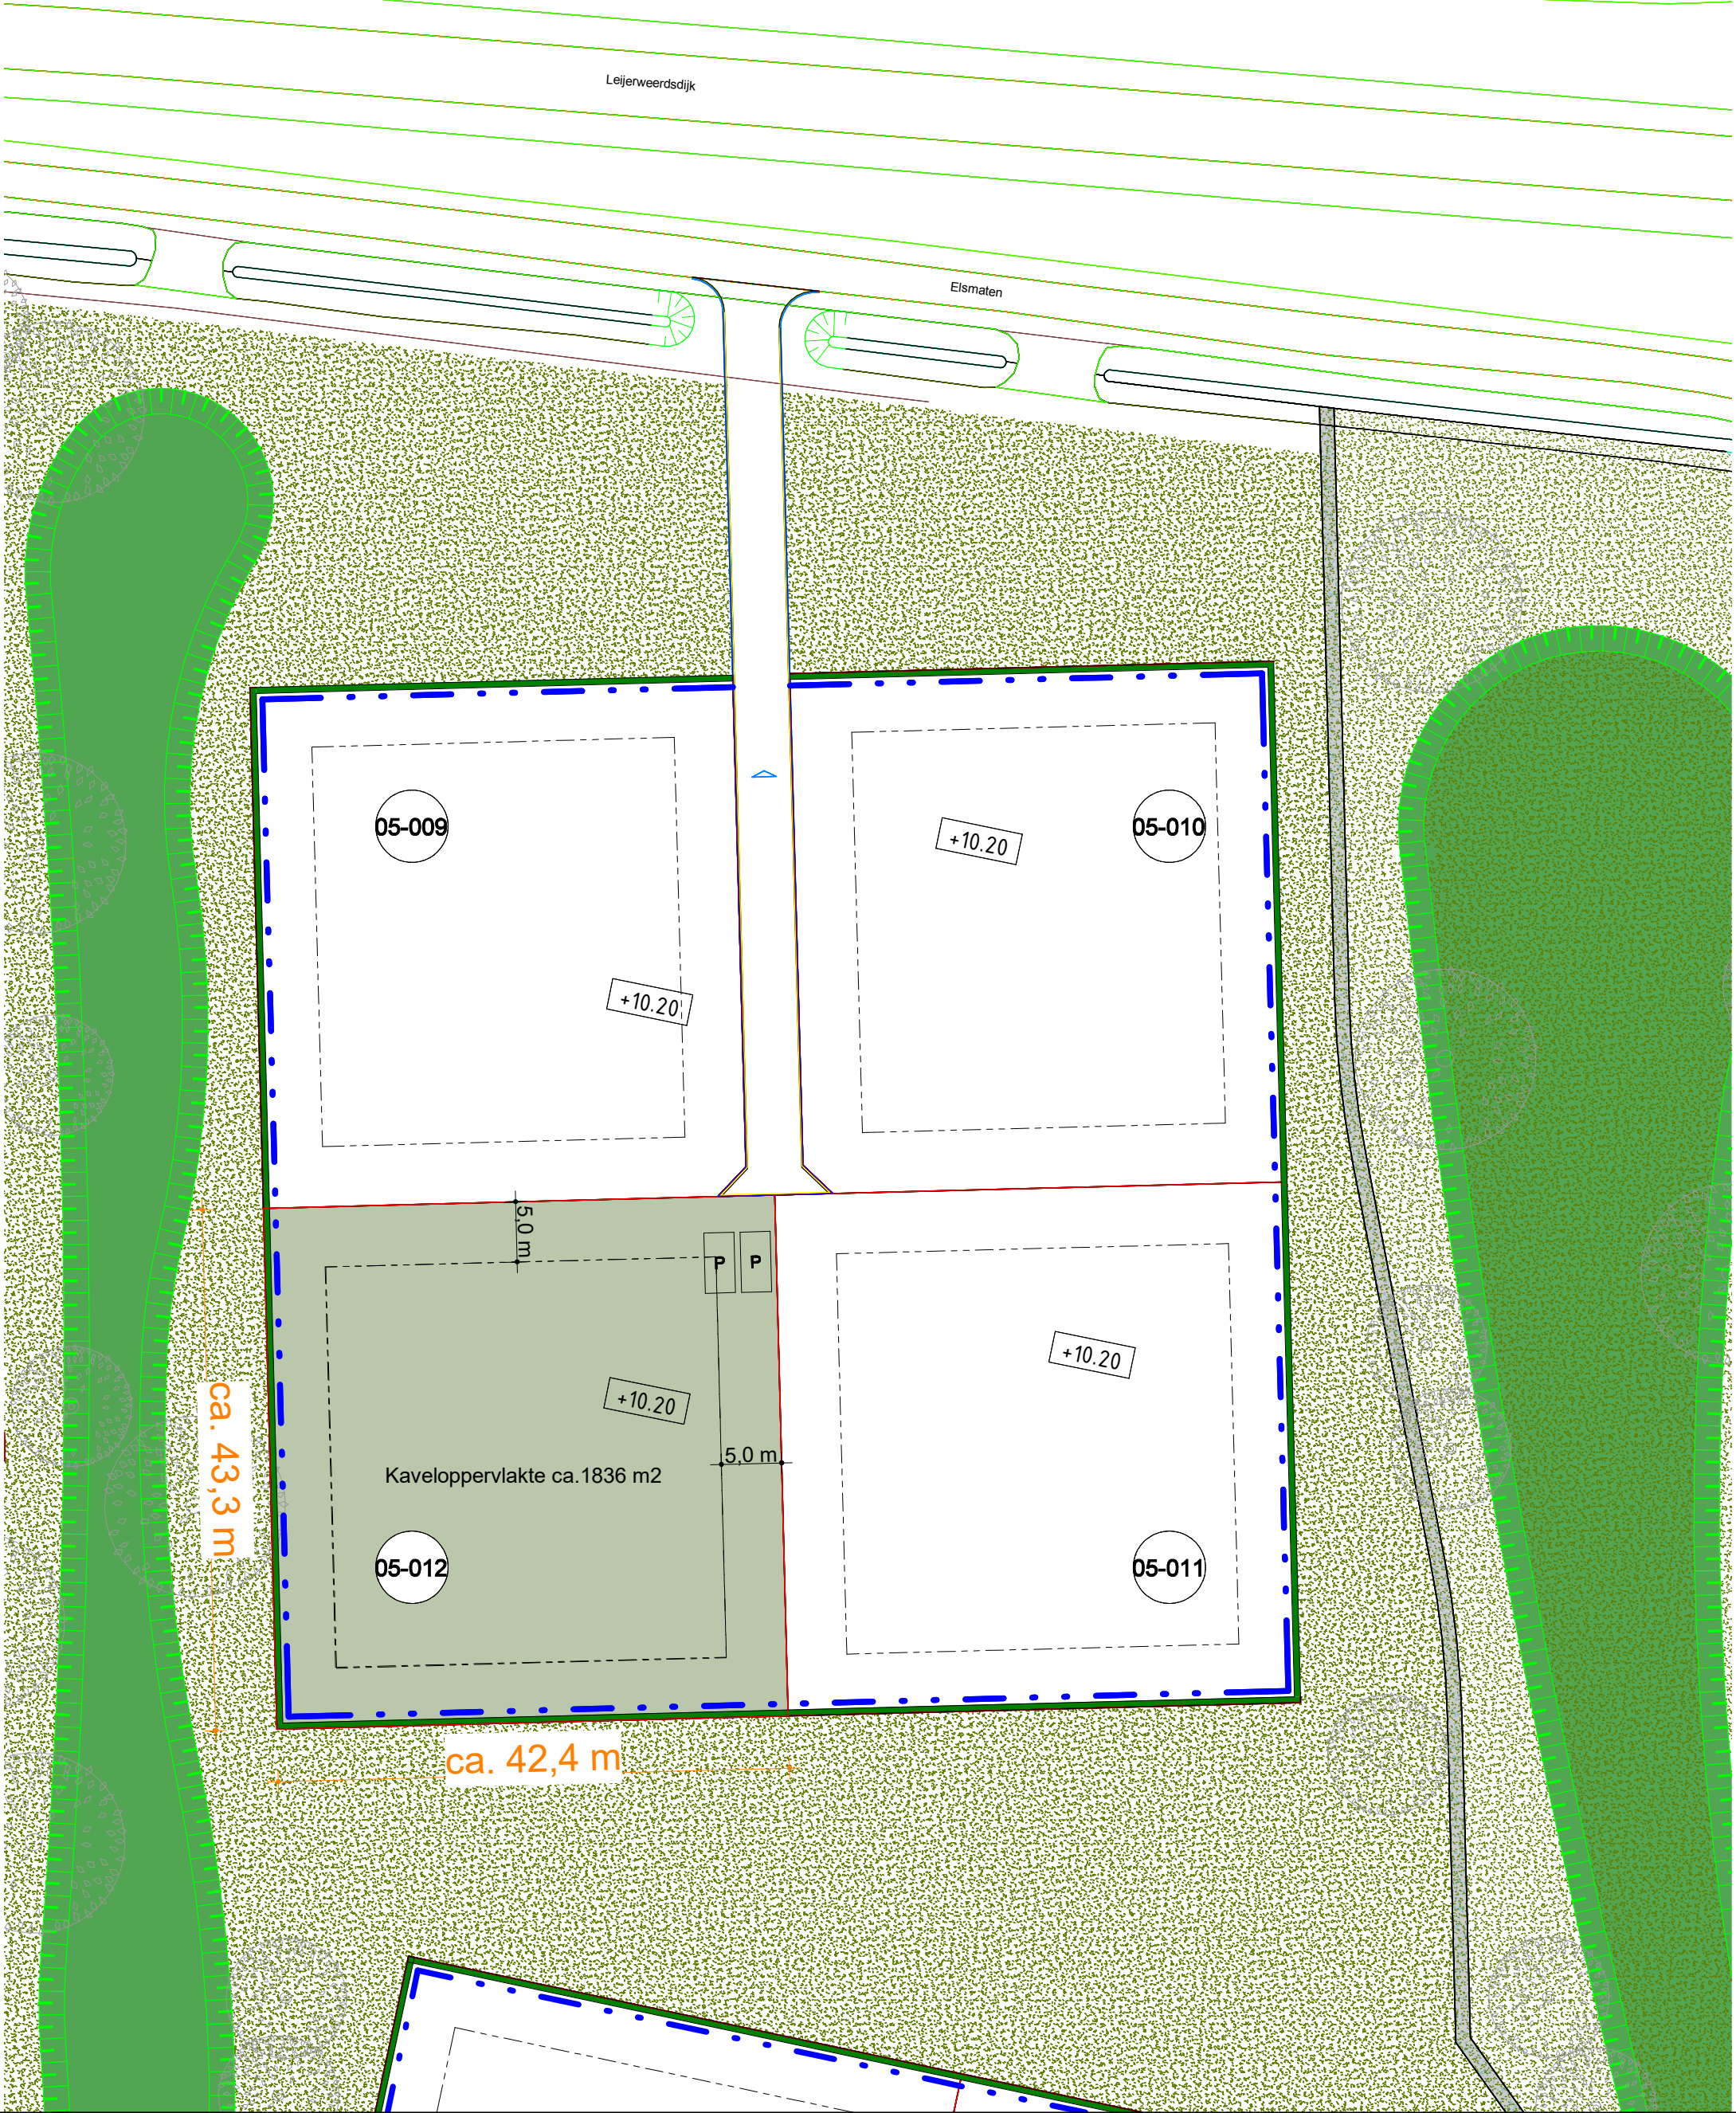 Leijerweerdsdijk
Elsmaten
05-009
05-010
+10.20
+10.20
5,0 m
P
P
+10.20
+10.20
5,0 m
Kaveloppervlakte ca.1836 m2
ca. 43,3 m
05-012
05-011
ca. 42,4 m